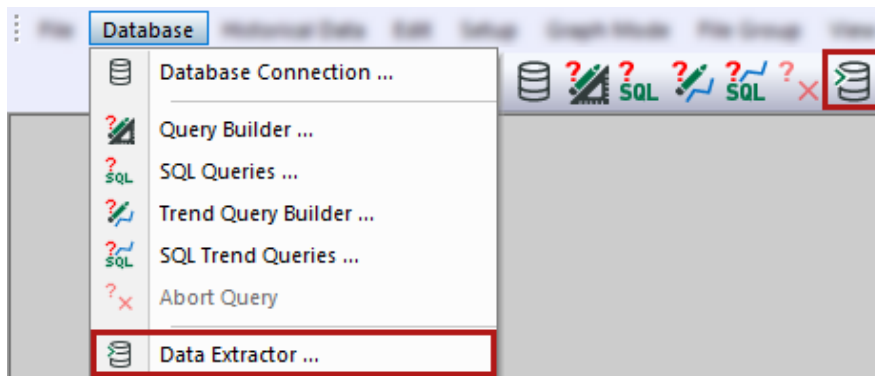 Database
Database Connection ...
Query Builder ...
SQL Queries ...
Trend Query Builder ...
SQL Trend Queries ...
Abort Query
Data Extractor ...